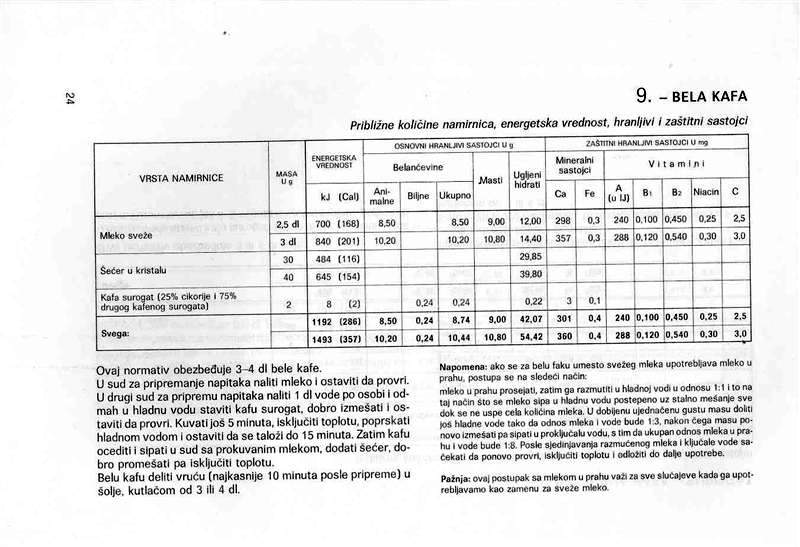 24
9. – BELA KAFA
Približne količine namirnica, energetska vrednost, hranljivi i zaštitni sastojci
VRSTA NAMIRNICE
MASA U g
ENERGETSKA VREDNOST
kJ (Cal)
OSNOVNI HRANLJIVI SASTOJCI U g
Belančevine
Ani-malne Biljne Ukupno
Masti
Ugljeni hidrati
ZAŠTITNI HRANLJIVI SASTOJCI U mg
Mineralni sastojci
Ca Fe
Vitamini
A (u IJ) B1 B2 Niacin C
Mleko sveže
2,5 dl 700 (168) 8,50 8,50 9,00 12,00 298 0,3 240 0,100 0,450 0,25 2,5
3 dl 840 (201) 10,20 10,20 10,80 14,40 357 0,3 288 0,120 0,540 0,30 3,0
Šećer u kristalu
30 484 (116) 29,85
40 645 (154) 39,80
Kafa surogat (25% cikorije i 75%
drugog kafenog surogata) 2 8 (2) 0,24 0,24 0,22 3 0,1
Svega:
1192 (286) 8,50 0,24 8,74 9,00 42,07 301 0,4 240 0,100 0,450 0,25 2,5
1493 (357) 10,20 0,24 10,44 10,80 54,42 360 0,4 288 0,120 0,540 0,30 3,0
Ovaj normativ obezbeđuje 3–4 dl bele kafe.
U sud za pripremanje napitaka naliti mleko i ostaviti da provri.
U drugi sud za pripremu napitaka naliti 1 dl vode po osobi i od-
mah u hladnu vodu staviti kafu surogat, dobro izmešati i os-
taviti da provri. Kuvati još 5 minuta, isključiti toplotu, poprskati
hladnom vodom i ostaviti da se taloži do 15 minuta. Zatim kafu
ocediti i sipati u sud sa prokuvanim mlekom, dodati šećer, do-
bro promešati pa isključiti toplotu.
Belu kafu deliti vruću (najkasnije 10 minuta posle pripreme) u
šolje, kutlačom od 3 ili 4 dl.
Napomena: ako se za belu faku umesto svežeg mleka upotrebljava mleko u
prahu, postupa se na sledeći način:
mleko u prahu prosejati, zatim ga razmutiti u hladnoj vodi u odnosu 1:1 i to na
taj način što se mleko sipa u hladnu vodu postepeno uz stalno mešanje sve
dok se ne uspe cela količina mleka. U dobijenu ujednačenu gustu masu doliti
još hladne vode tako da odnos mleka i vode bude 1:3, nakon čega masu po-
novo izmešati pa sipati u proključalu vodu, s tim da ukupan odnos mleka u pra-
hu i vode bude 1:8. Posle sjedinjavanja razmućenog mleka i ključale vode sa-
čekati da ponovo provri, isključiti toplotu i odložiti do dalje upotrebe.
Pažnja: ovaj postupak sa mlekom u prahu važi za sve slučajeve kada ga upot-
rebljavamo kao zamenu za sveže mleko.